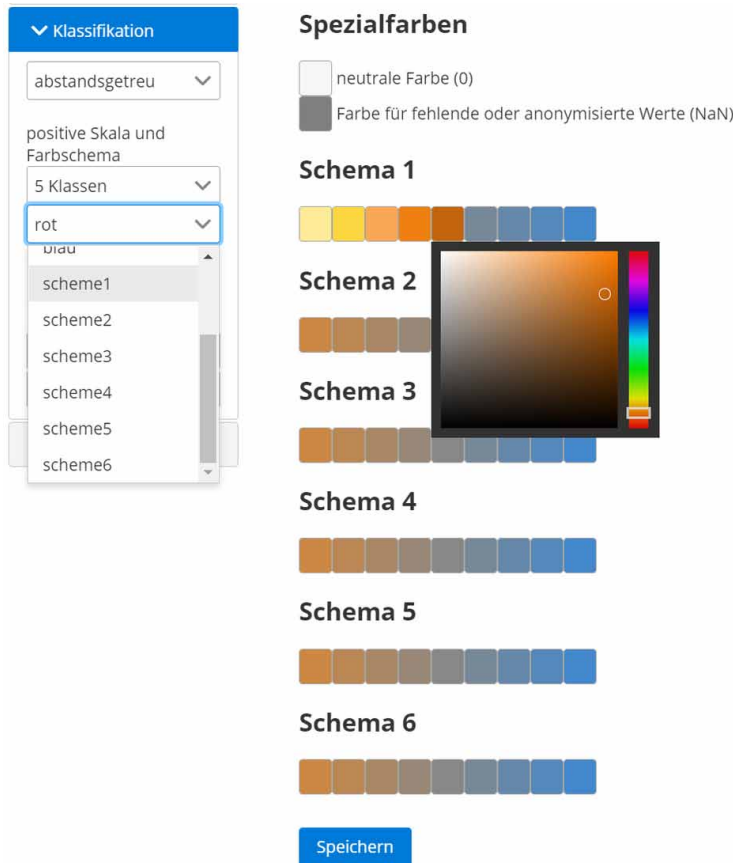 Klassifikation
abstandsgetreu
positive Skala und
Farbschema
5 Klassen
rot
blau
scheme1
scheme2
scheme3
scheme4
scheme5
scheme6
Spezialfarben
neutrale Farbe (0)
Farbe für fehlende oder anonymisierte Werte (NaN)
Schema 1
Schema 2
Schema 3
Schema 4
Schema 5
Schema 6
Speichern